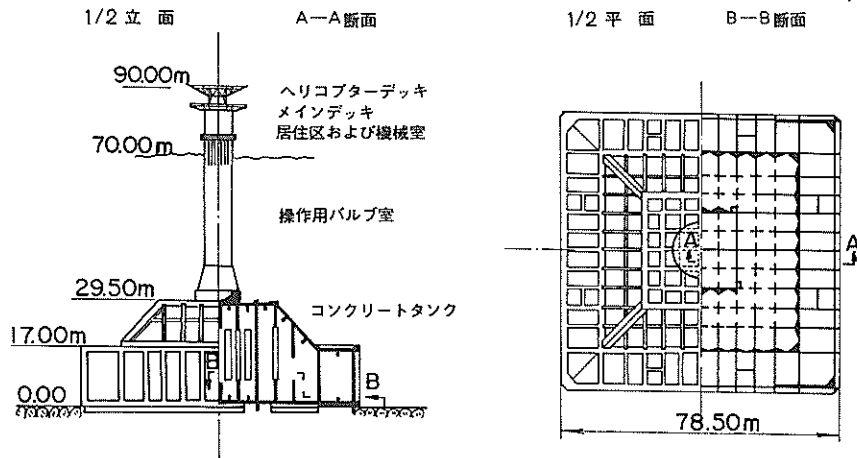 1/2 立 面
A—A断面
90.00m
ヘリコプターデッキ
メインデッキ
居住区および機械室
70.00m
操作用バルブ室
29.50m
コンクリートタンク
17.00m
B
B
0.00
1/2 平 面
B—B断面
A
A
78.50m